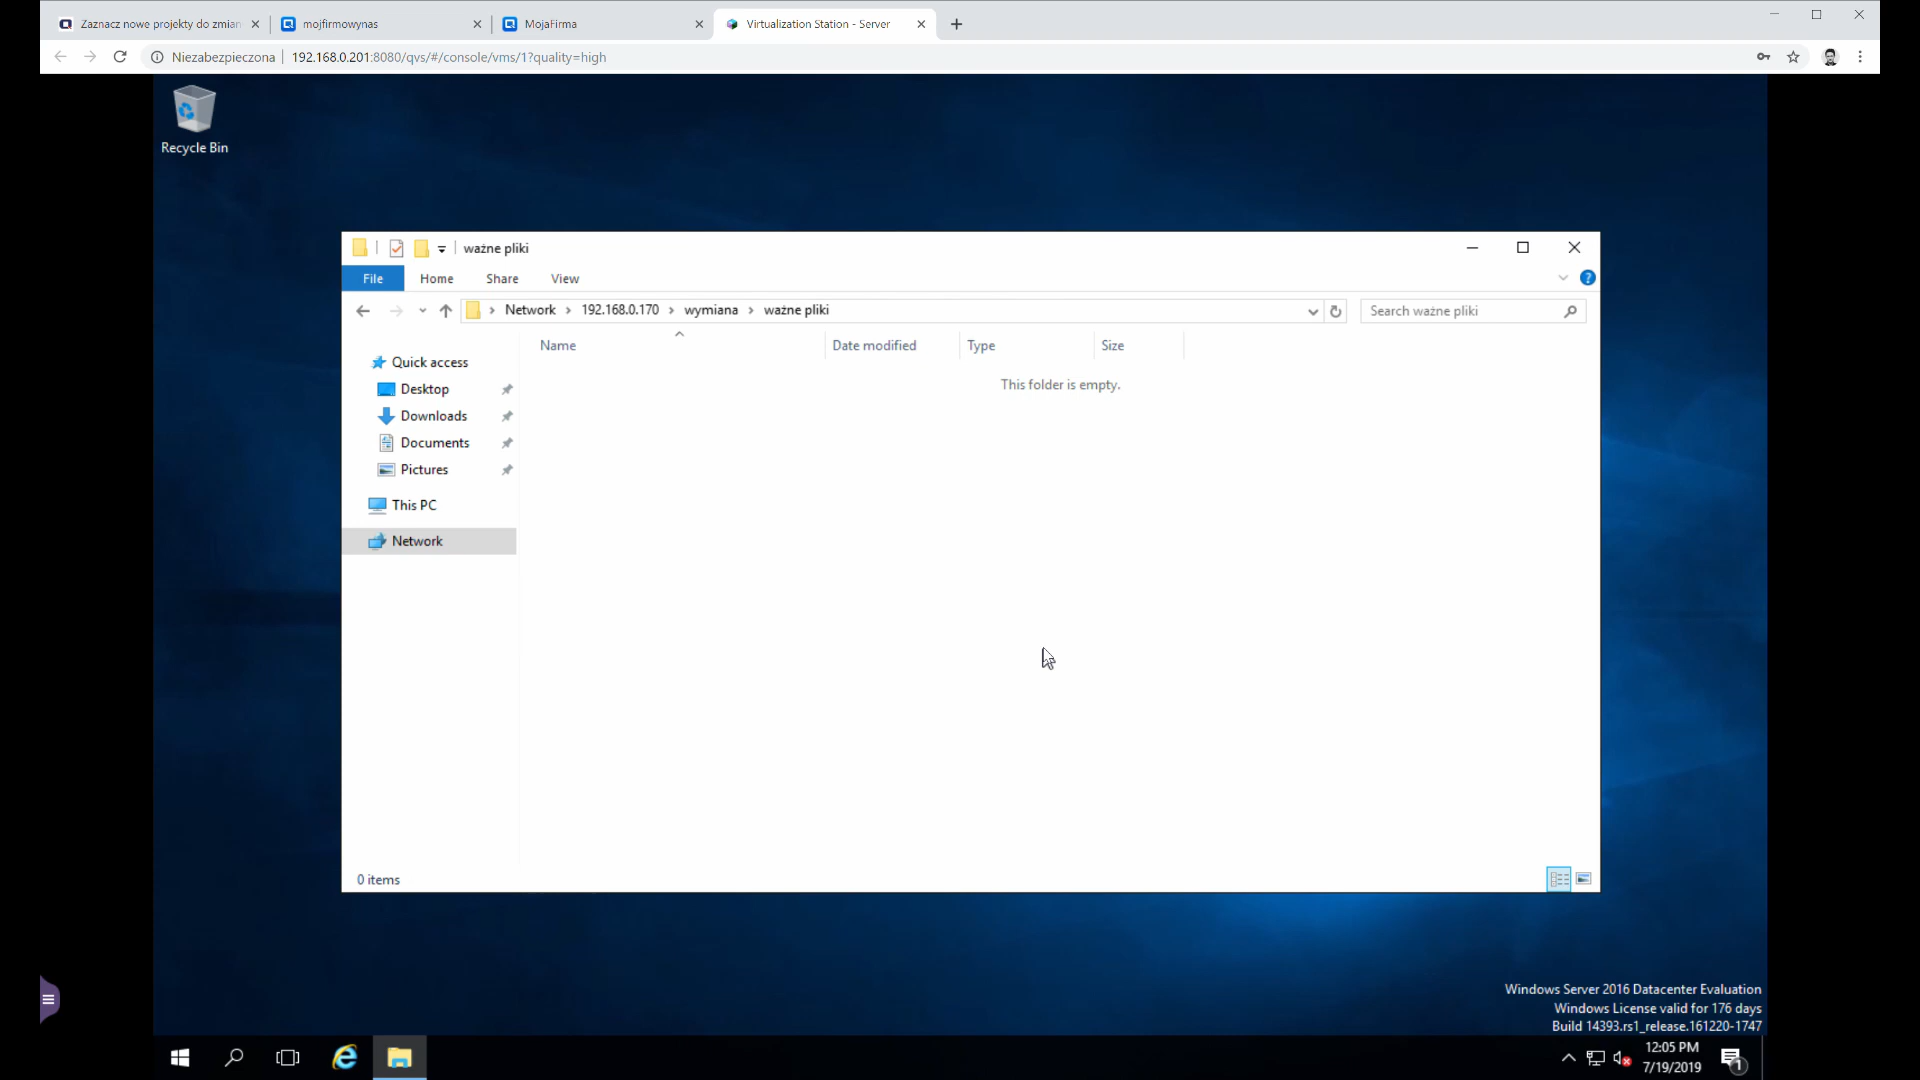 Zaznacz nowe projekty do zmian
mojfirmowynas
MojaFirma
Virtualization Station - Server
Niezabezpieczona
192.168.0.201:8080/qvs/#/console/vms/1?quality=high
Recycle Bin
ważne pliki
File
Home
Share
View
Network
192.168.0.170
wymiana
ważne pliki
Search ważne pliki
Name
Date modified
Type
Size
This folder is empty.
Quick access
Desktop
Downloads
Documents
Pictures
This PC
Network
0 items
Windows Server 2016 Datacenter Evaluation
Windows License valid for 176 days
Build 14393.rs1_release.161220-1747
12:05 PM
7/19/2019
1